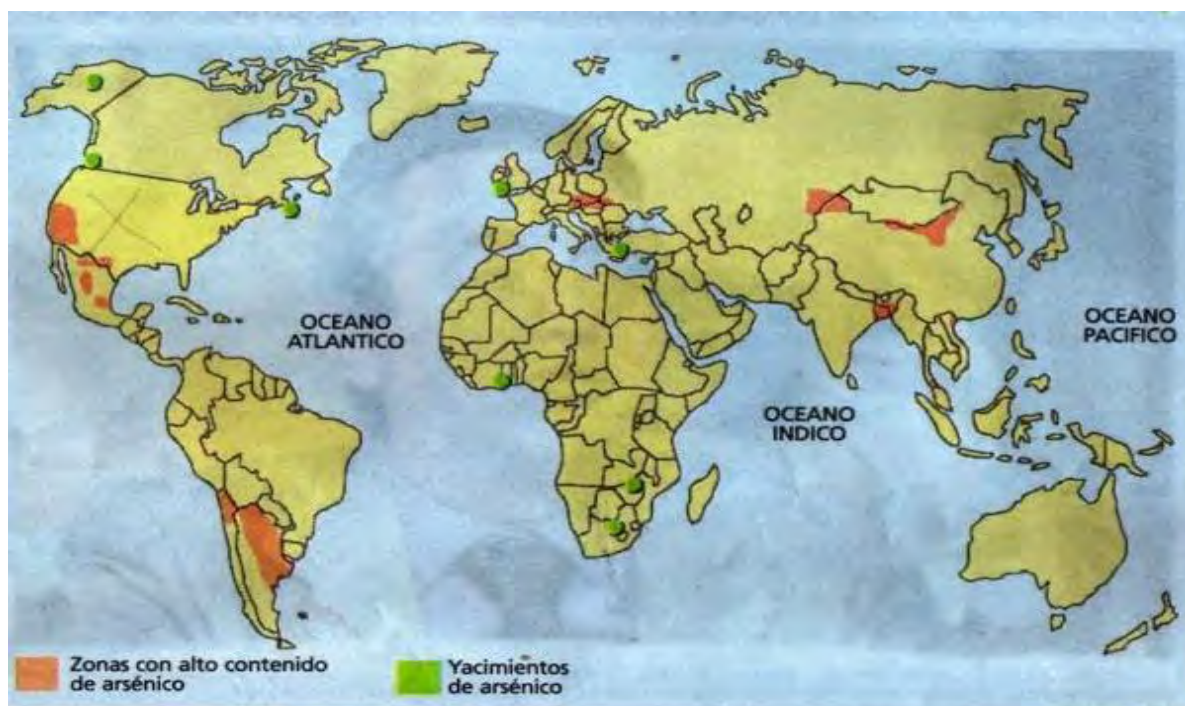 OCEANO
ATLANTICO
OCEANO
INDICO
OCEANO
PACIFICO
Zonas con alto contenido
de arsénico
Yacimientos
de arsénico